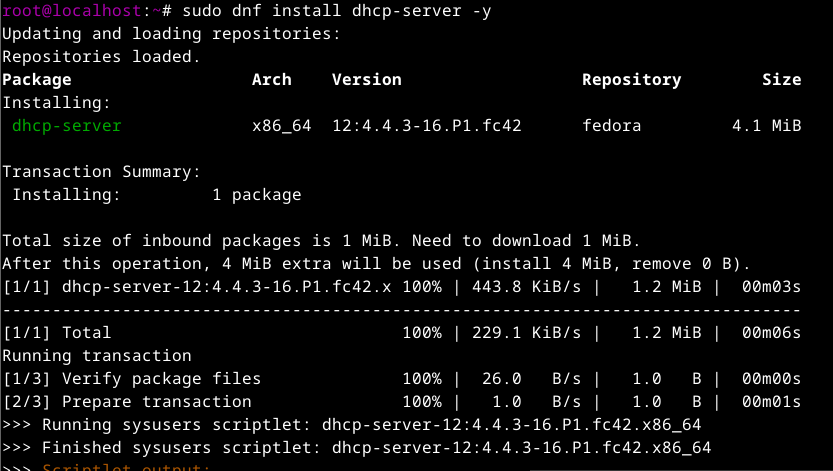 root@localhost:~# sudo dnf install dhcp-server -y
Updating and loading repositories:
Repositories loaded.
Package Arch Version Repository Size
Installing:
dhcp-server x86_64 12:4.4.3-16.P1.fc42 fedora 4.1 MiB
Transaction Summary:
Installing: 1 package
Total size of inbound packages is 1 MiB. Need to download 1 MiB.
After this operation, 4 MiB extra will be used (install 4 MiB, remove 0 B).
[1/1] dhcp-server-12:4.4.3-16.P1.fc42.x 100% | 443.8 KiB/s | 1.2 MiB | 00m03s
--------------------------------------------------------------------------------
[1/1] Total 100% | 229.1 KiB/s | 1.2 MiB | 00m06s
Running transaction
[1/3] Verify package files 100% | 26.0 B/s | 1.0 B | 00m00s
[2/3] Prepare transaction 100% | 1.0 B/s | 1.0 B | 00m01s
>>> Running sysusers scriptlet: dhcp-server-12:4.4.3-16.P1.fc42.x86_64
>>> Finished sysusers scriptlet: dhcp-server-12:4.4.3-16.P1.fc42.x86_64
>>> Scriptlet output: